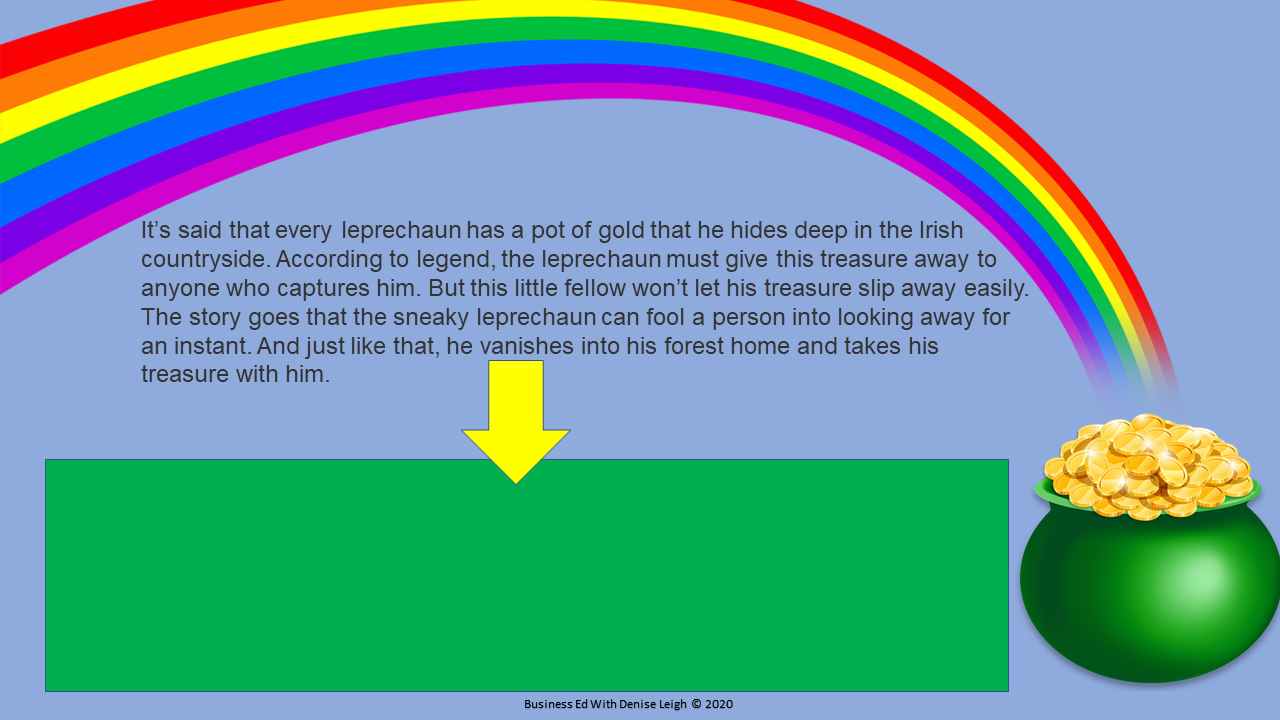 It’s said that every leprechaun has a pot of gold that he hides deep in the Irish
countryside. According to legend, the leprechaun must give this treasure away to
anyone who captures him. But this little fellow won’t let his treasure slip away easily.
The story goes that the sneaky leprechaun can fool a person into looking away for
an instant. And just like that, he vanishes into his forest home and takes his
treasure with him.
Business Ed With Denise Leigh © 2020